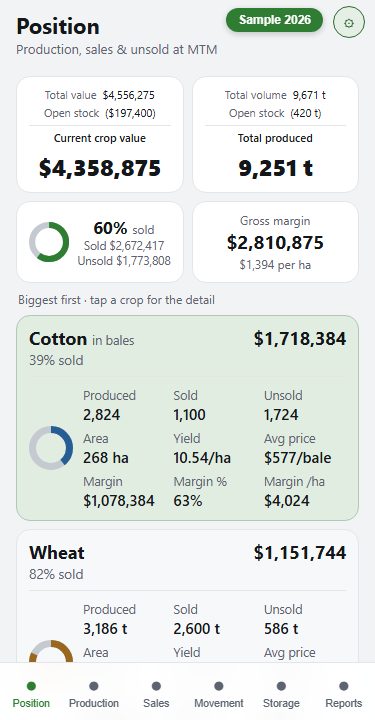 Position
Sample 2026
Production, sales & unsold at MTM
Total value $4,556,275
Open stock ($197,400)
Current crop value
$4,358,875
Total volume 9,671 t
Open stock (420 t)
Total produced
9,251 t
60% sold
Sold $2,672,417
Unsold $1,773,808
Gross margin
$2,810,875
$1,394 per ha
Biggest first · tap a crop for the detail
Cotton in bales $1,718,384
39% sold
Produced Sold Unsold
2,824 1,100 1,724
Area Yield Avg price
268 ha 10.54/ha $577/bale
Margin Margin % Margin /ha
$1,078,384 63% $4,024
Wheat $1,151,744
82% sold
Produced Sold Unsold
3,186 t 2,600 t 586 t
Area Yield Avg price
Position Production Sales Movement Storage Reports